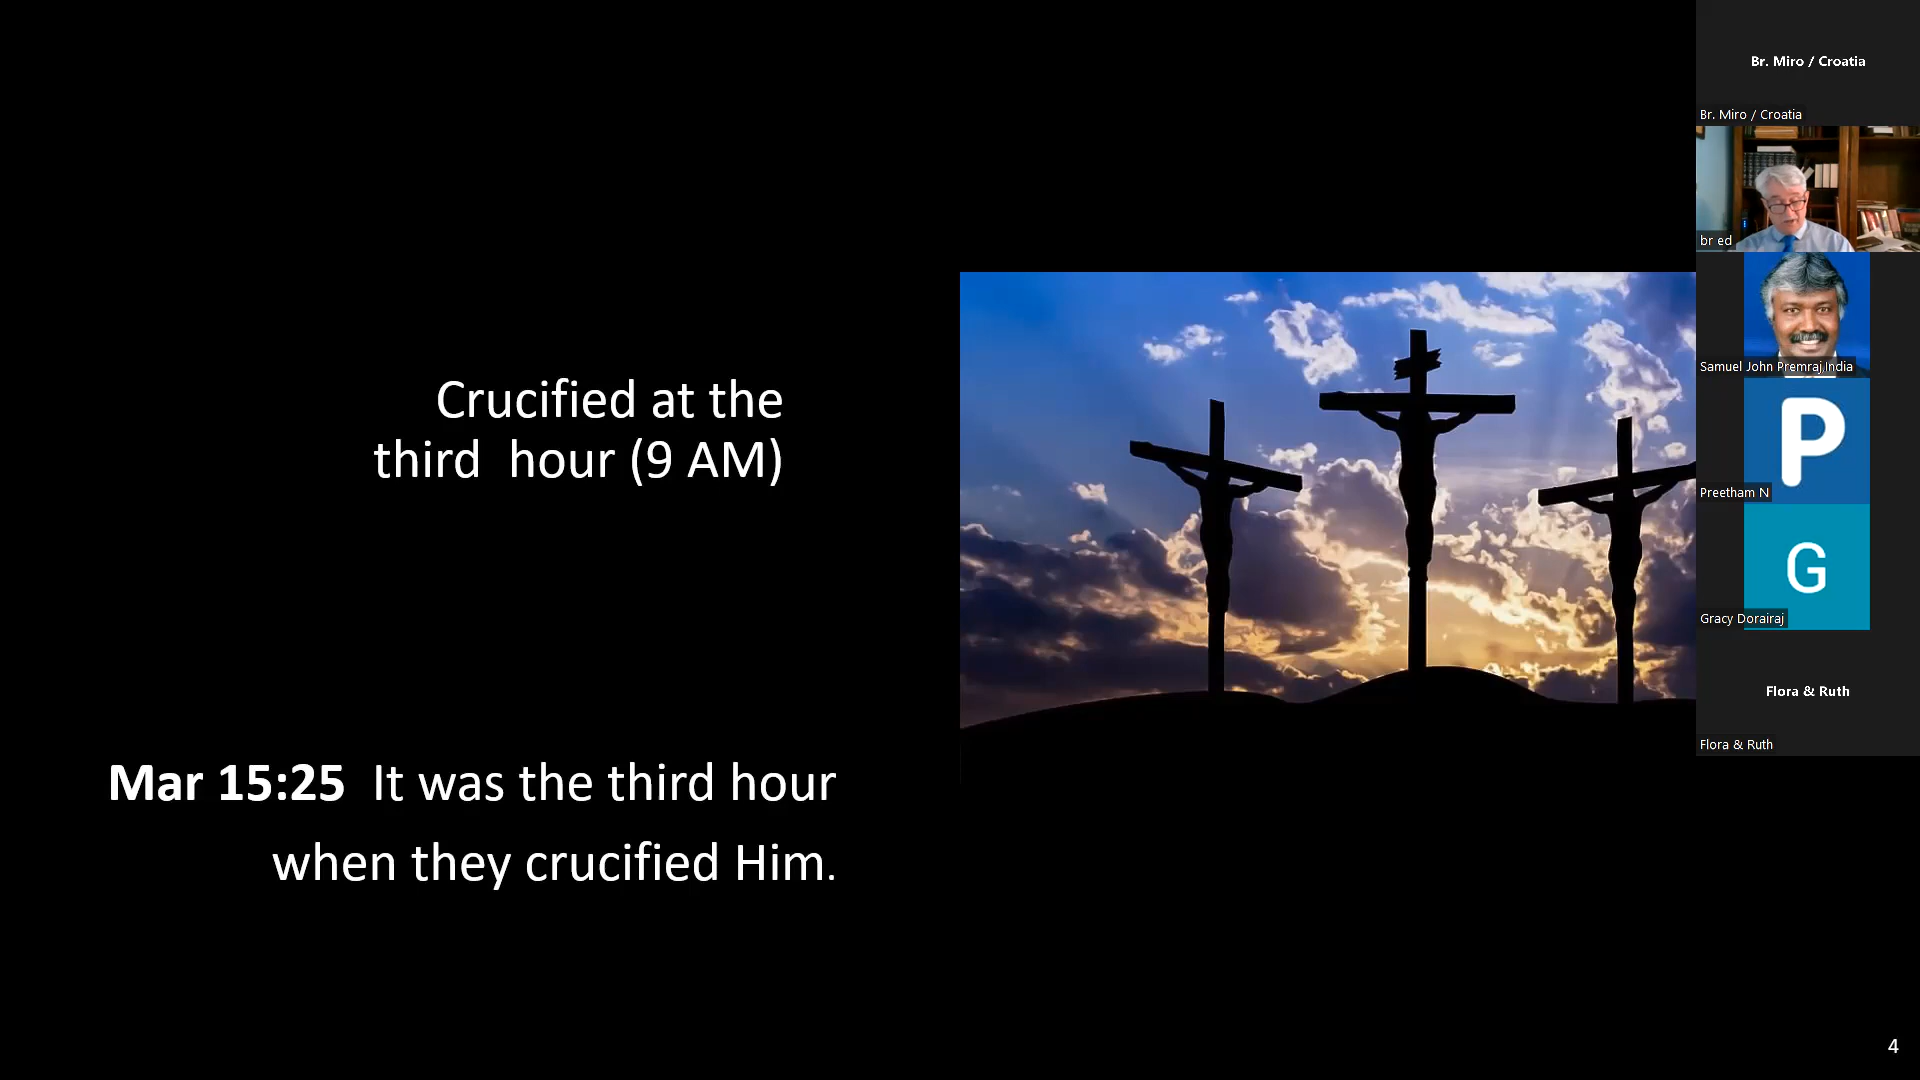 Crucified at the
third  hour (9 AM)
Mar 15:25  It was the third hour
when they crucified Him.
Br. Miro / Croatia
Br. Miro / Croatia
br ed
Samuel John Premraj,India
P
Preetham N
G
Gracy Dorairaj
Flora & Ruth
Flora & Ruth
4